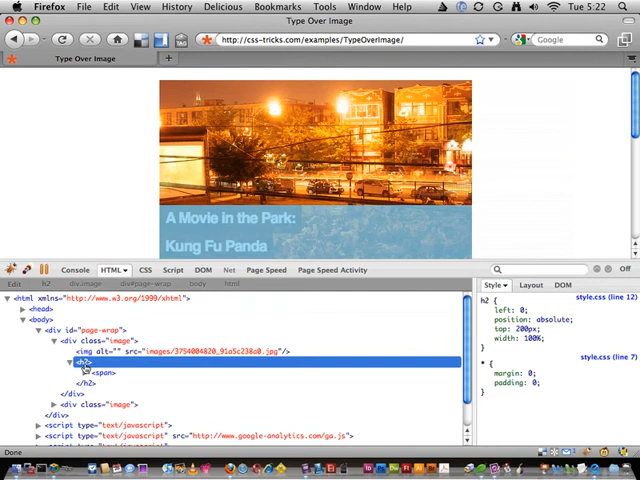 Firefox File Edit View History Delicious Bookmarks Tools Window Help Tue 5:22
Type Over Image
http://css-tricks.com/examples/TypeOverImage/
Google
Type Over Image
A Movie in the Park:
Kung Fu Panda
Console HTML CSS Script DOM Net Page Speed Page Speed Activity Off
Edit h2 div.image div#page-wrap body html
Style Layout DOM
<html xmlns="http://www.w3.org/1999/xhtml">
<head>
<body>
<div id="page-wrap">
<div class="image">
<img alt="" src="images/3754004820_91a5c238a0.jpg"/>
<h2>
<span>
</h2>
</div>
<div class="image">
</div>
<script type="text/javascript">
<script type="text/javascript" src="http://www.google-analytics.com/ga.js">
style.css (line 12)
h2 {
left: 0;
position: absolute;
top: 200px;
width: 100%;
}
style.css (line 7)
* {
margin: 0;
padding: 0;
}
Done